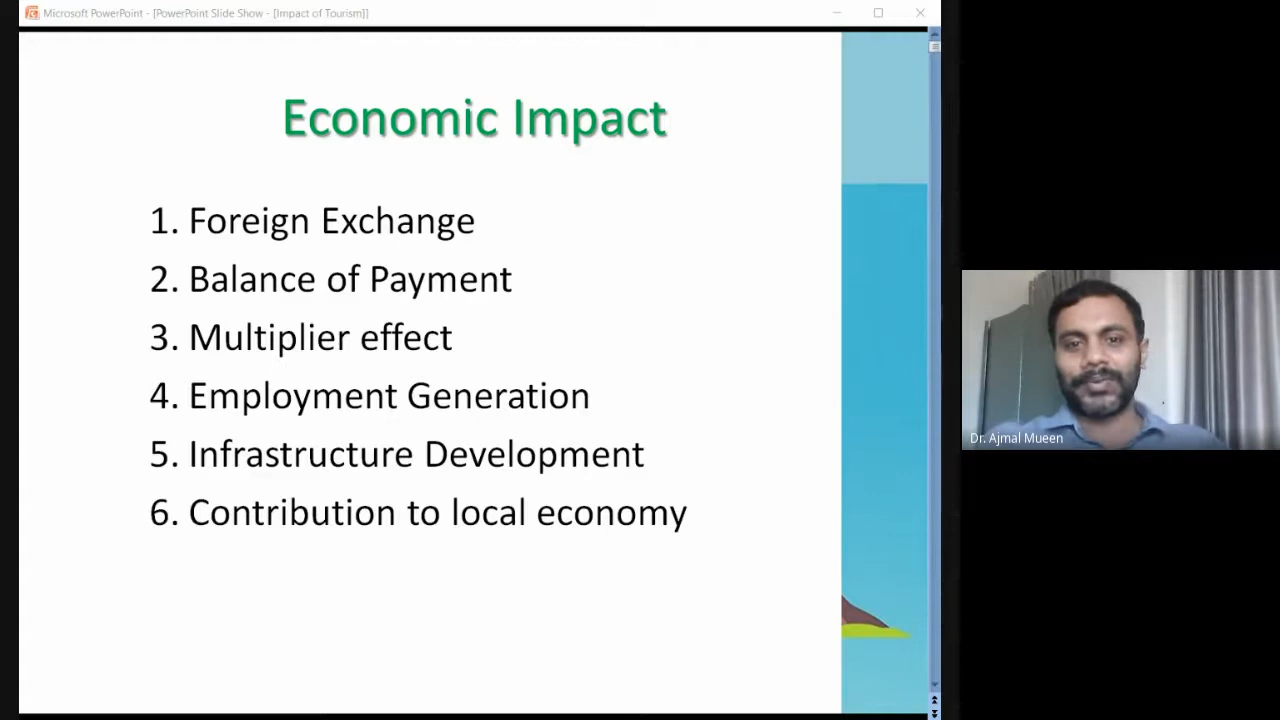 Microsoft PowerPoint - [PowerPoint Slide Show - [Impact of Tourism]]
Economic Impact
1. Foreign Exchange
2. Balance of Payment
3. Multiplier effect
4. Employment Generation
5. Infrastructure Development
6. Contribution to local economy
Dr. Ajmal Mueen